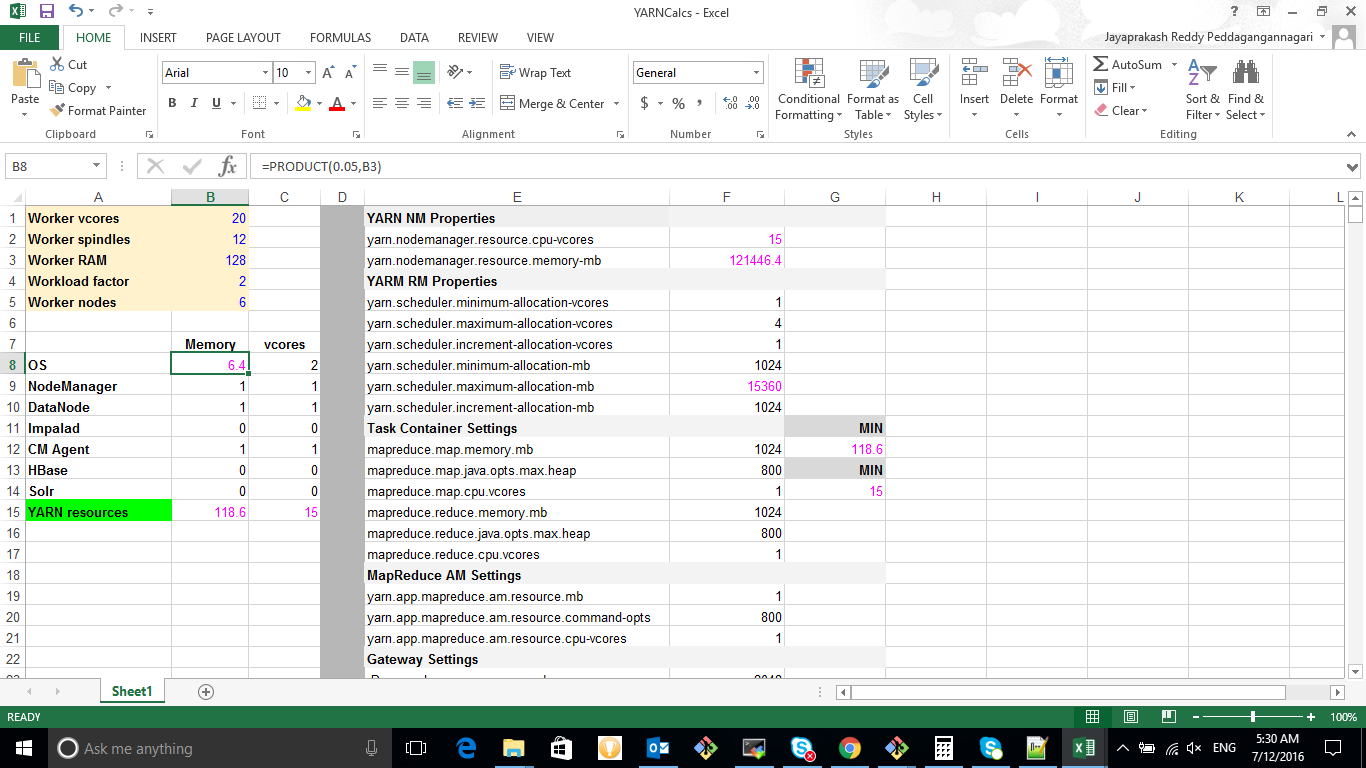 YARNCalcs - Excel
?
FILE HOME INSERT PAGE LAYOUT FORMULAS DATA REVIEW VIEW Jayaprakash Reddy Peddagangannagari
Paste Cut Copy Format Painter Clipboard
Arial 10 A A B I U A Font
Wrap Text Merge & Center Alignment
General $ % , Number
Conditional Formatting Format as Table Cell Styles Styles
Insert Delete Format Cells
AutoSum Fill Clear Sort & Filter Find & Select Editing
B8 fx =PRODUCT(0.05,B3)
A B C D E F G H I J K L
1 Worker vcores 20 YARN NM Properties
2 Worker spindles 12 yarn.nodemanager.resource.cpu-vcores 15
3 Worker RAM 128 yarn.nodemanager.resource.memory-mb 121446.4
4 Workload factor 2 YARM RM Properties
5 Worker nodes 6 yarn.scheduler.minimum-allocation-vcores 1
6 yarn.scheduler.maximum-allocation-vcores 4
7 Memory vcores yarn.scheduler.increment-allocation-vcores 1
8 OS 6.4 2 yarn.scheduler.minimum-allocation-mb 1024
9 NodeManager 1 1 yarn.scheduler.maximum-allocation-mb 15360
10 DataNode 1 1 yarn.scheduler.increment-allocation-mb 1024
11 Impalad 0 0 Task Container Settings MIN
12 CM Agent 1 1 mapreduce.map.memory.mb 1024 118.6
13 HBase 0 0 mapreduce.map.java.opts.max.heap 800 MIN
14 Solr 0 0 mapreduce.map.cpu.vcores 1 15
15 YARN resources 118.6 15 mapreduce.reduce.memory.mb 1024
16 mapreduce.reduce.java.opts.max.heap 800
17 mapreduce.reduce.cpu.vcores 1
18 MapReduce AM Settings
19 yarn.app.mapreduce.am.resource.mb 1
20 yarn.app.mapreduce.am.resource.command-opts 800
21 yarn.app.mapreduce.am.resource.cpu-vcores 1
22 Gateway Settings
Sheet1
READY 100%
Ask me anything ENG 5:30 AM
7/12/2016